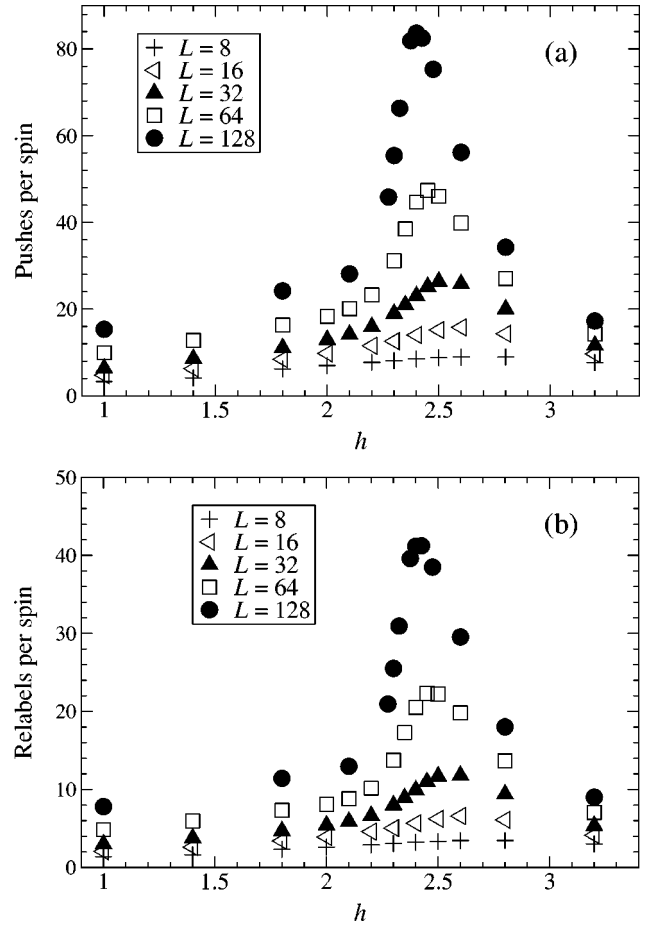 (a)
L = 8
L = 16
L = 32
L = 64
L = 128
Pushes per spin
80
60
40
20
0
1
1.5
2
2.5
3
h
(b)
L = 8
L = 16
L = 32
L = 64
L = 128
Relabels per spin
50
40
30
20
10
0
1
1.5
2
2.5
3
h